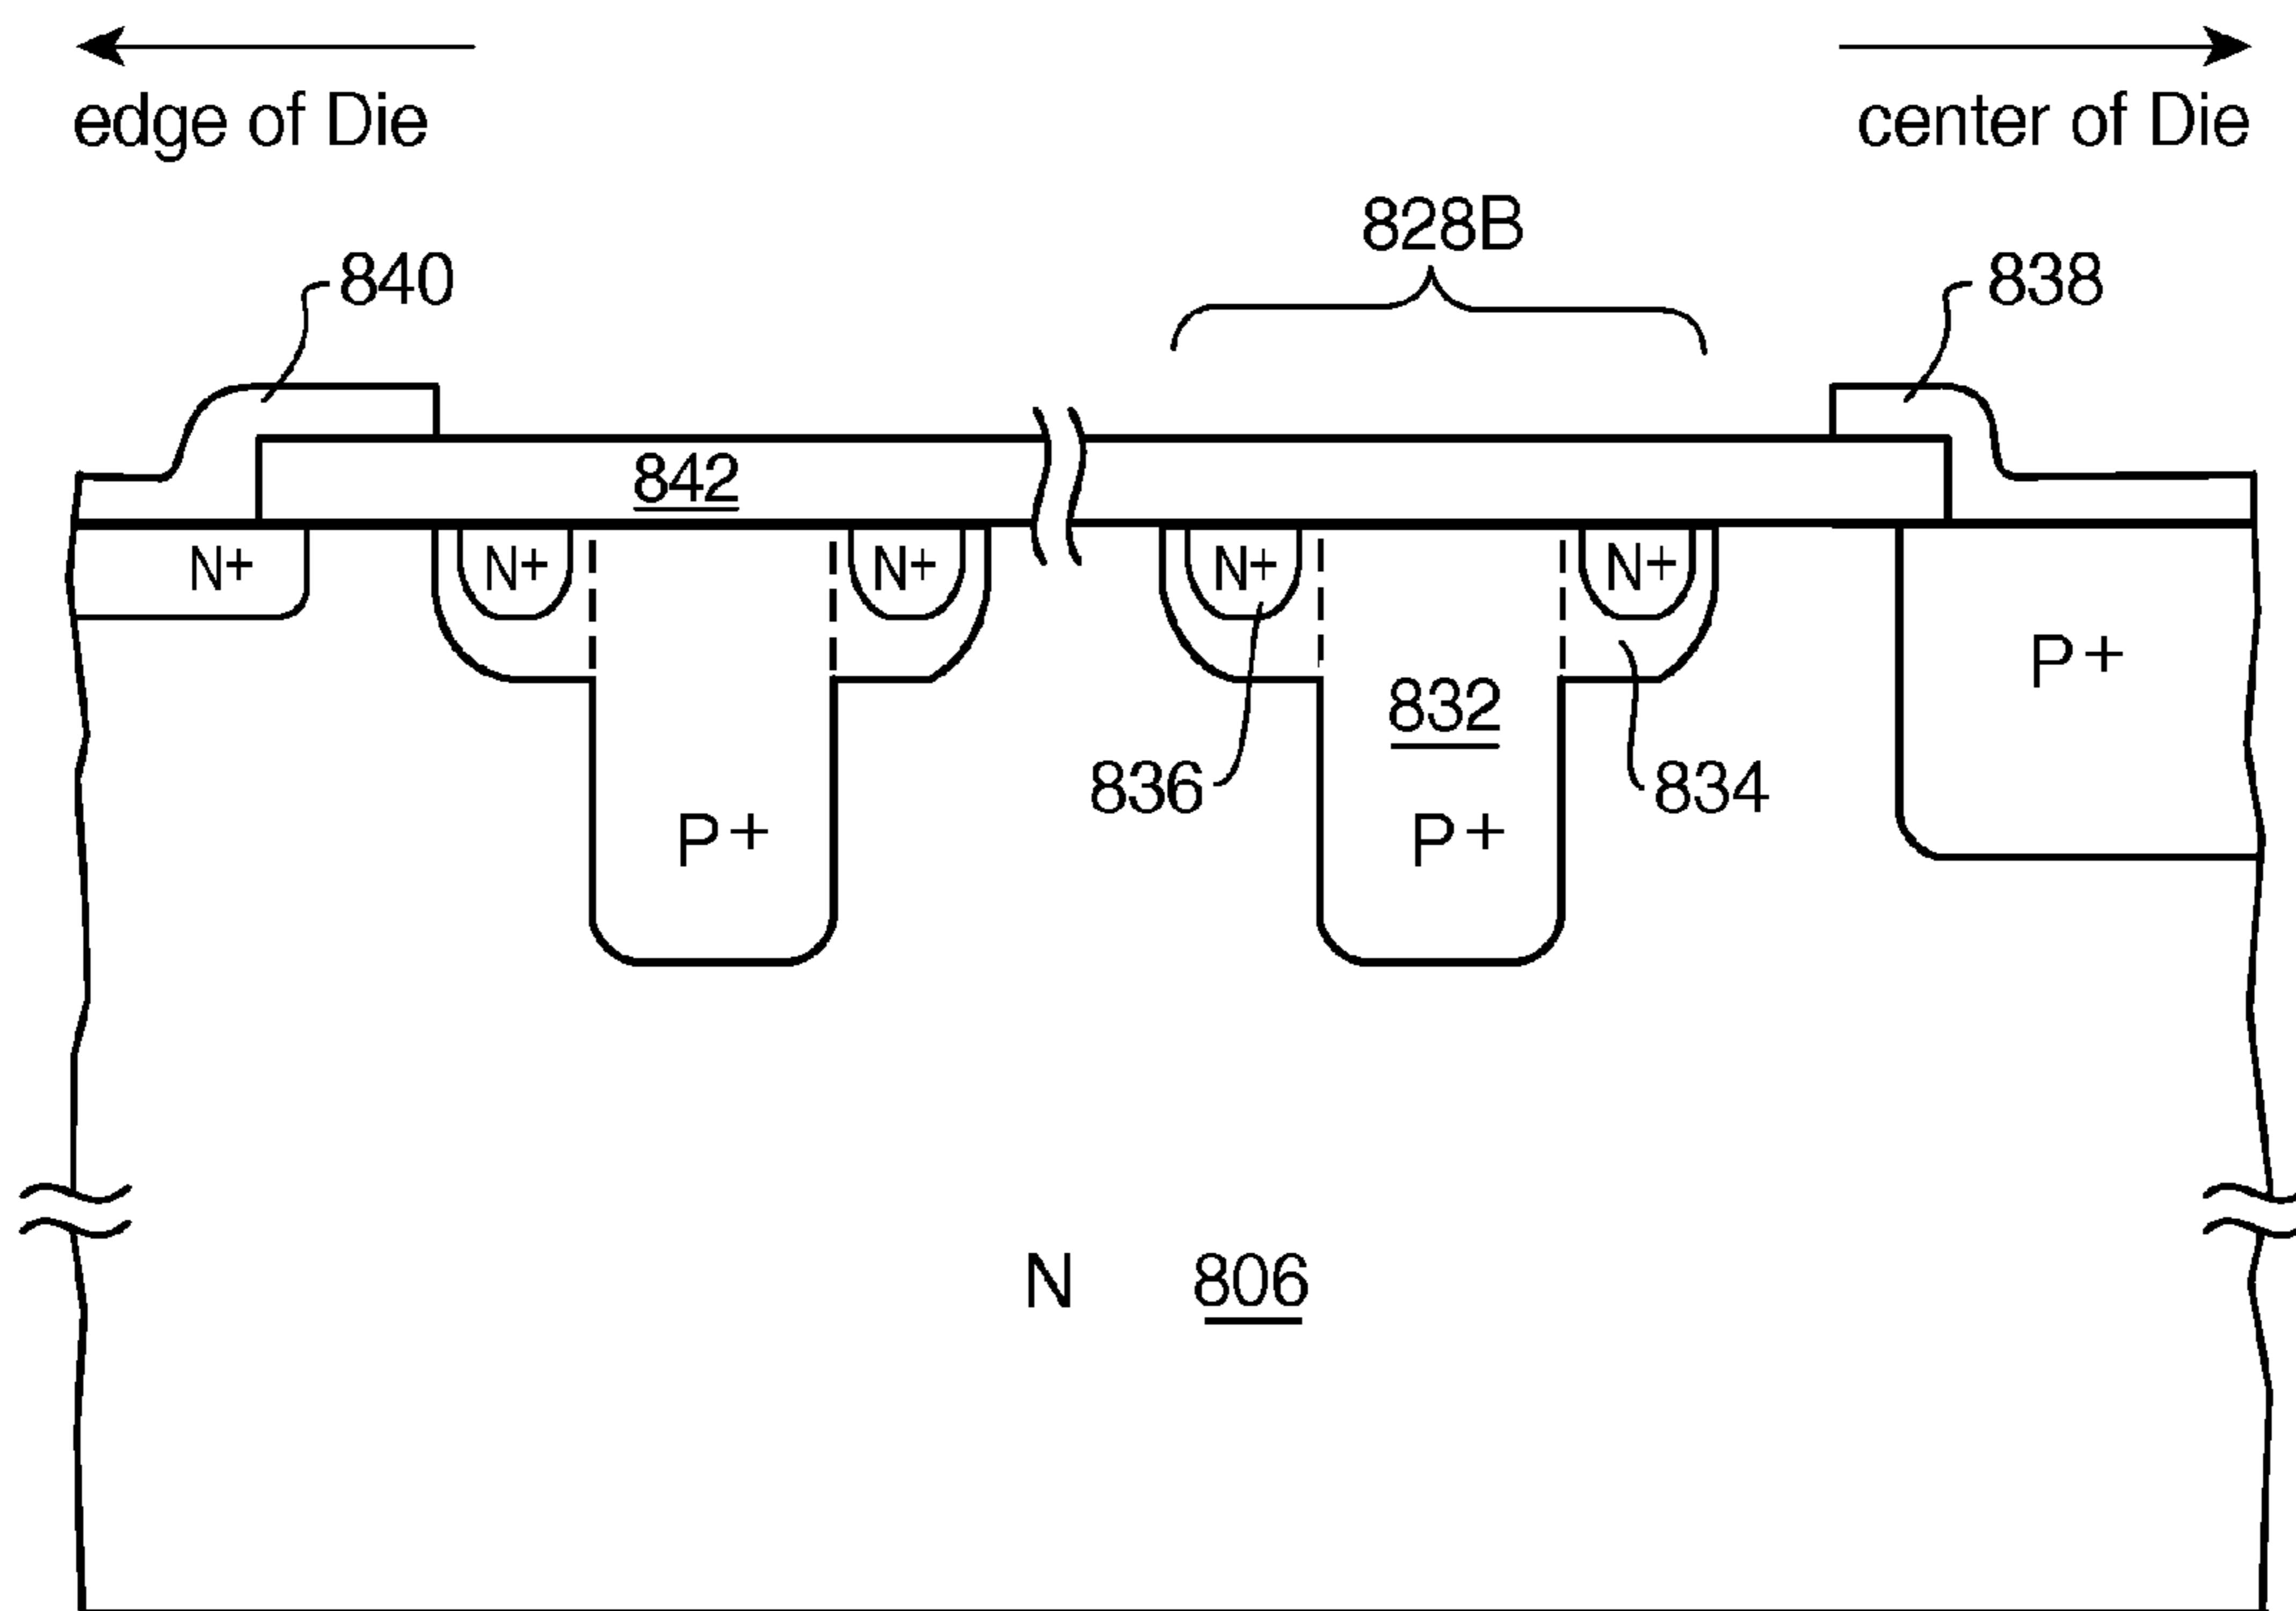 edge of Die
center of Die
828B
840
838
842
N+
N+
N+
N+
N+
P+
832
836
834
P+
P+
N 806